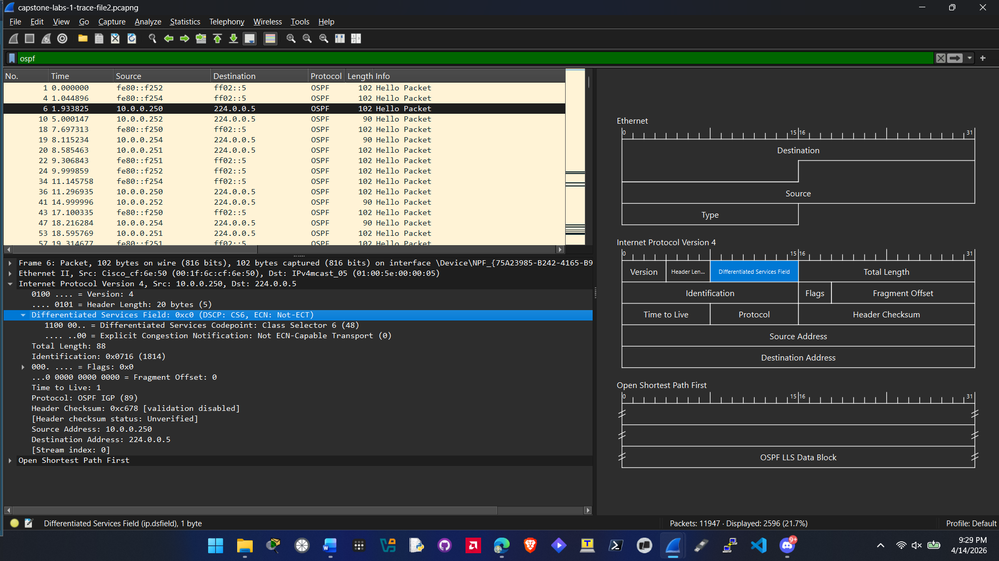 capstone-labs-1-trace-file2.pcapng
File Edit View Go Capture Analyze Statistics Telephony Wireless Tools Help
ospf
No. Time Source Destination Protocol Length Info
1 0.000000 fe80::f252 ff02::5 OSPF 102 Hello Packet
4 1.044896 fe80::f254 ff02::5 OSPF 102 Hello Packet
6 1.933825 10.0.0.250 224.0.0.5 OSPF 102 Hello Packet
10 5.000147 10.0.0.252 224.0.0.5 OSPF 90 Hello Packet
18 7.697313 fe80::f250 ff02::5 OSPF 102 Hello Packet
19 8.115234 10.0.0.254 224.0.0.5 OSPF 90 Hello Packet
20 8.585463 10.0.0.251 224.0.0.5 OSPF 102 Hello Packet
22 9.306843 fe80::f251 ff02::5 OSPF 102 Hello Packet
24 9.999859 fe80::f252 ff02::5 OSPF 102 Hello Packet
34 11.145758 fe80::f254 ff02::5 OSPF 102 Hello Packet
36 11.296935 10.0.0.250 224.0.0.5 OSPF 102 Hello Packet
41 14.999996 10.0.0.252 224.0.0.5 OSPF 90 Hello Packet
43 17.100335 fe80::f250 ff02::5 OSPF 102 Hello Packet
47 18.216284 10.0.0.254 224.0.0.5 OSPF 90 Hello Packet
53 18.595769 10.0.0.251 224.0.0.5 OSPF 102 Hello Packet
57 19.314677 fe80::f251 ff02::5 OSPF 102 Hello Packet
Frame 6: Packet, 102 bytes on wire (816 bits), 102 bytes captured (816 bits) on interface \Device\NPF_{75A23985-B242-4165-B9
Ethernet II, Src: Cisco_cf:6e:50 (00:1f:6c:cf:6e:50), Dst: IPv4mcast_05 (01:00:5e:00:00:05)
Internet Protocol Version 4, Src: 10.0.0.250, Dst: 224.0.0.5
0100 .... = Version: 4
.... 0101 = Header Length: 20 bytes (5)
Differentiated Services Field: 0xc0 (DSCP: CS6, ECN: Not-ECT)
1100 00.. = Differentiated Services Codepoint: Class Selector 6 (48)
.... ..00 = Explicit Congestion Notification: Not ECN-Capable Transport (0)
Total Length: 88
Identification: 0x0716 (1814)
000. .... = Flags: 0x0
...0 0000 0000 0000 = Fragment Offset: 0
Time to Live: 1
Protocol: OSPF IGP (89)
Header Checksum: 0xc678 [validation disabled]
[Header checksum status: Unverified]
Source Address: 10.0.0.250
Destination Address: 224.0.0.5
[Stream index: 0]
Open Shortest Path First
Ethernet
0 15 16 31
Destination
Source
Type
Internet Protocol Version 4
0 15 16 31
Version Header Len... Differentiated Services Field Total Length
Identification Flags Fragment Offset
Time to Live Protocol Header Checksum
Source Address
Destination Address
Open Shortest Path First
0 15 16 31
OSPF LLS Data Block
Differentiated Services Field (ip.dsfield), 1 byte
Packets: 11947 · Displayed: 2596 (21.7%)
Profile: Default
9+
9:29 PM
4/14/2026